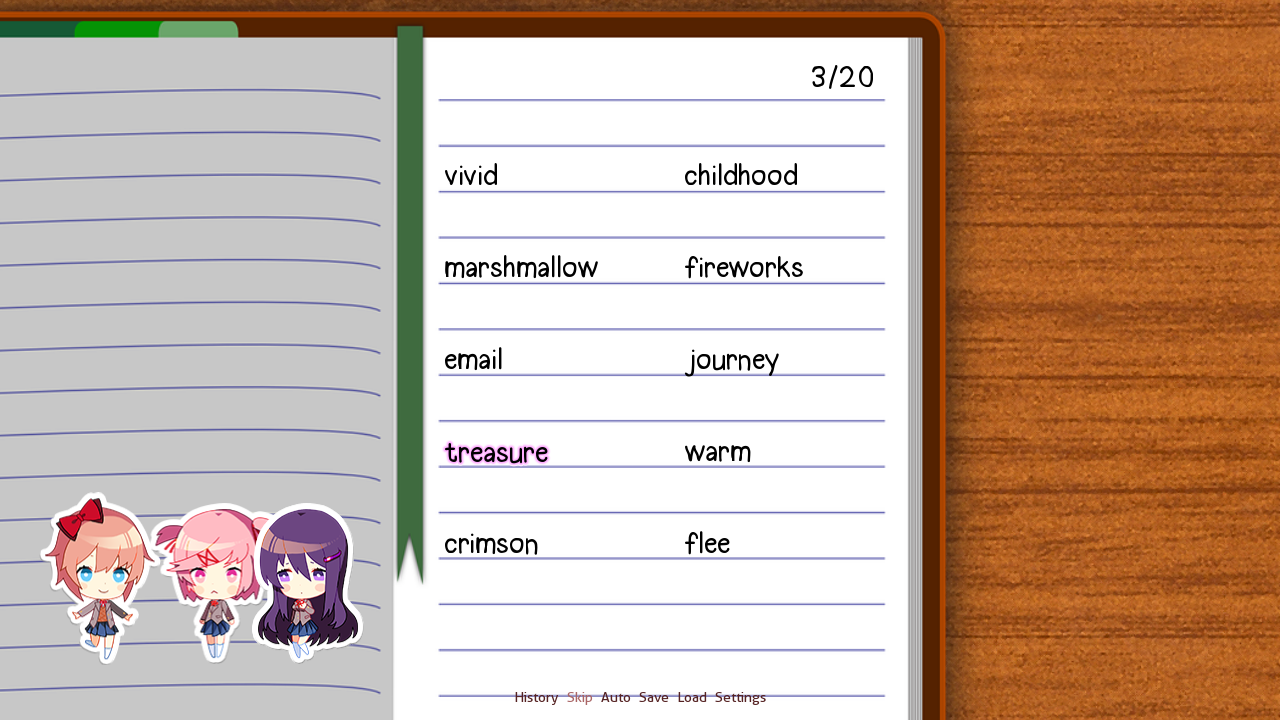 3/20
vivid childhood
marshmallow fireworks
email journey
treasure warm
crimson flee
History Skip Auto Save Load Settings